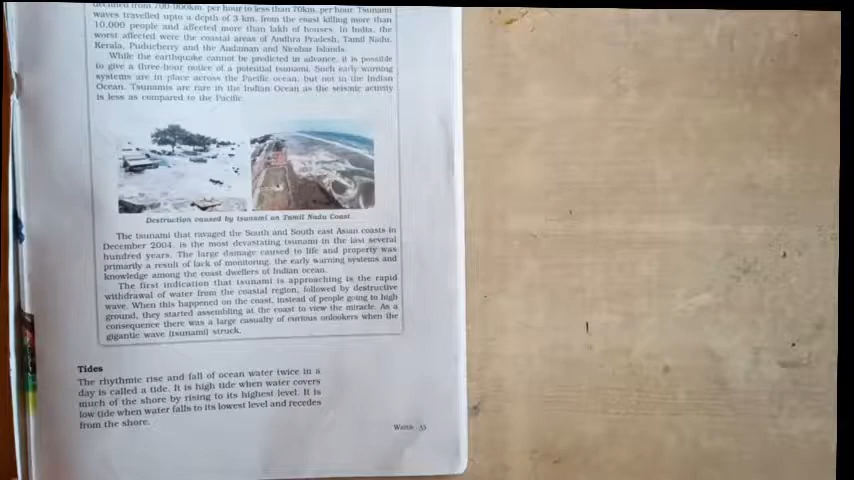 declined from 700-900km. per hour to less than 70km. per hour. Tsunami
waves travelled upto a depth of 3 km. from the coast killing more than
10,000 people and affected more than lakh of houses. In India, the
worst affected were the coastal areas of Andhra Pradesh, Tamil Nadu,
Kerala, Puducherry and the Andaman and Nicobar Islands.
While the earthquake cannot be predicted in advance, it is possible
to give a three-hour notice of a potential tsunami. Such early warning
systems are in place across the Pacific ocean, but not in the Indian
Ocean. Tsunamis are rare in the Indian Ocean as the seismic activity
is less as compared to the Pacific.
Destruction caused by tsunami on Tamil Nadu Coast
The tsunami that ravaged the South and South east Asian coasts in
December 2004, is the most devastating tsunami in the last several
hundred years. The large damage caused to life and property was
primarily a result of lack of monitoring, the early warning systems and
knowledge among the coast dwellers of Indian ocean.
The first indication that tsunami is approaching is the rapid
withdrawal of water from the coastal region, followed by destructive
wave. When this happened on the coast, instead of people going to high
ground, they started assembling at the coast to view the miracle. As a
consequence there was a large casualty of curious onlookers when the
gigantic wave (tsunami) struck.
Tides
The rhythmic rise and fall of ocean water twice in a
day is called a tide. It is high tide when water covers
much of the shore by rising to its highest level. It is
low tide when water falls to its lowest level and recedes
from the shore.
Water 35